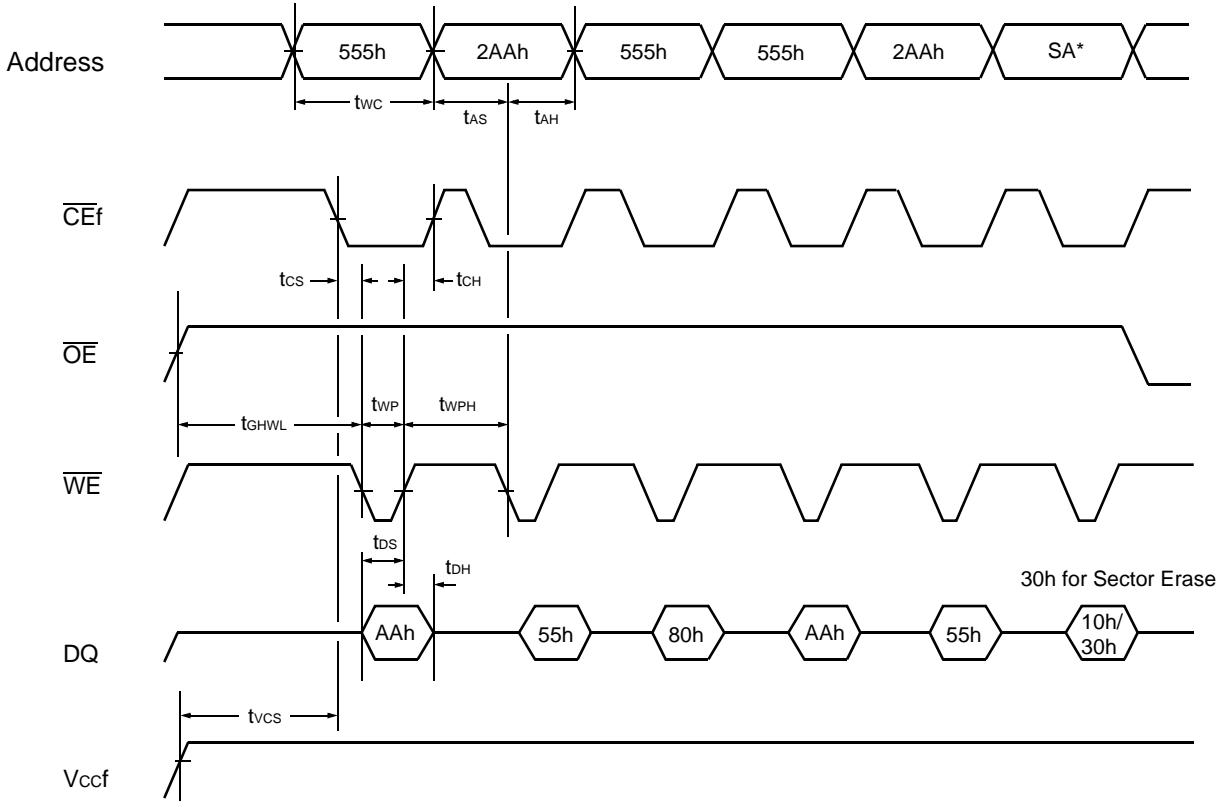 Address 555h 2AAh 555h 555h 2AAh SA*
tWC tAS tAH
CEf
tCS tCH
OE
tGHWL tWP tWPH
WE
tDS tDH
30h for Sector Erase
DQ AAh 55h 80h AAh 55h 10h/
30h
tVCS
VCCf